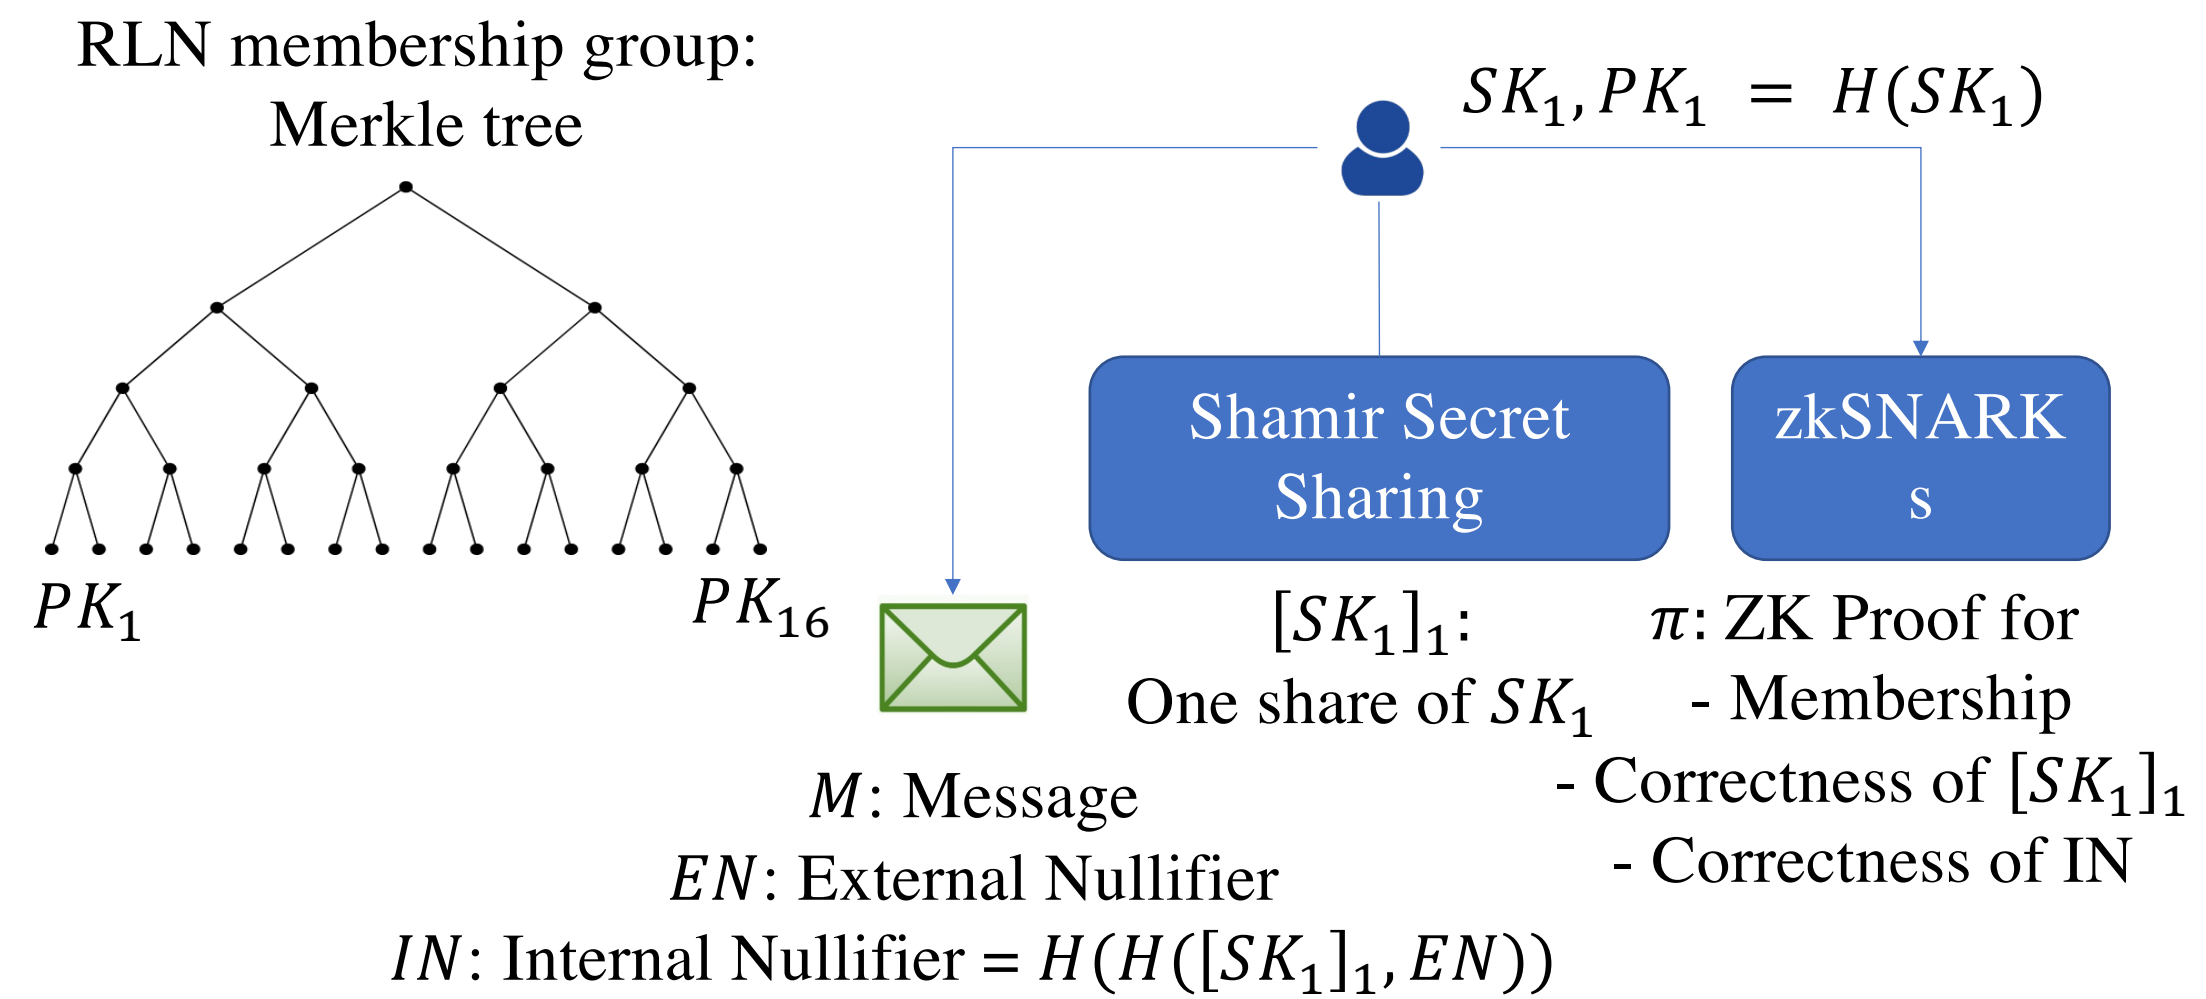 RLN membership group:
Merkle tree
PK₁
PK₁₆
SK₁, PK₁ = H(SK₁)
Shamir Secret
Sharing
zkSNARK
s
[SK₁]₁:
One share of SK₁
π: ZK Proof for
- Membership
- Correctness of [SK₁]₁
- Correctness of IN
M: Message
EN: External Nullifier
IN: Internal Nullifier = H(H([SK₁]₁, EN))